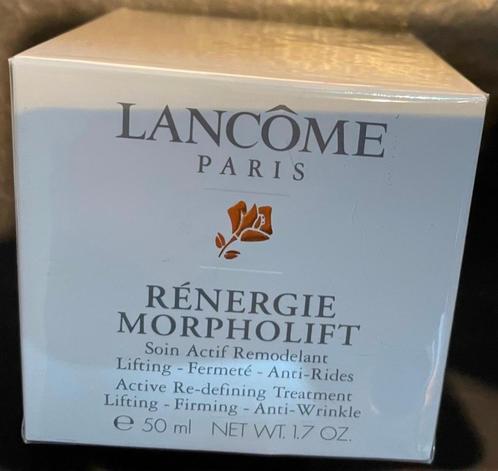 LANCÔME
PARIS
RÉNERGIE
MORPHOLIFT
Soin Actif Remodelant
Lifting - Fermeté - Anti-Rides
Active Re-defining Treatment
Lifting - Firming - Anti-Wrinkle
℮ 50 ml NET WT. 1.7 OZ.